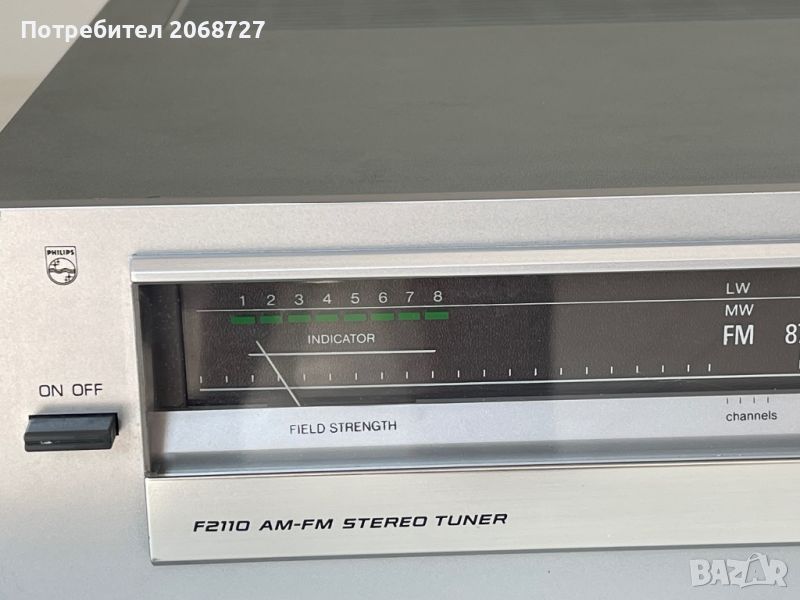 Потребител 2068727
PHILIPS
1 2 3 4 5 6 7 8
INDICATOR
LW
MW
FM
ON OFF
FIELD STRENGTH
channels
F2110 AM-FM STEREO TUNER
BAZAR